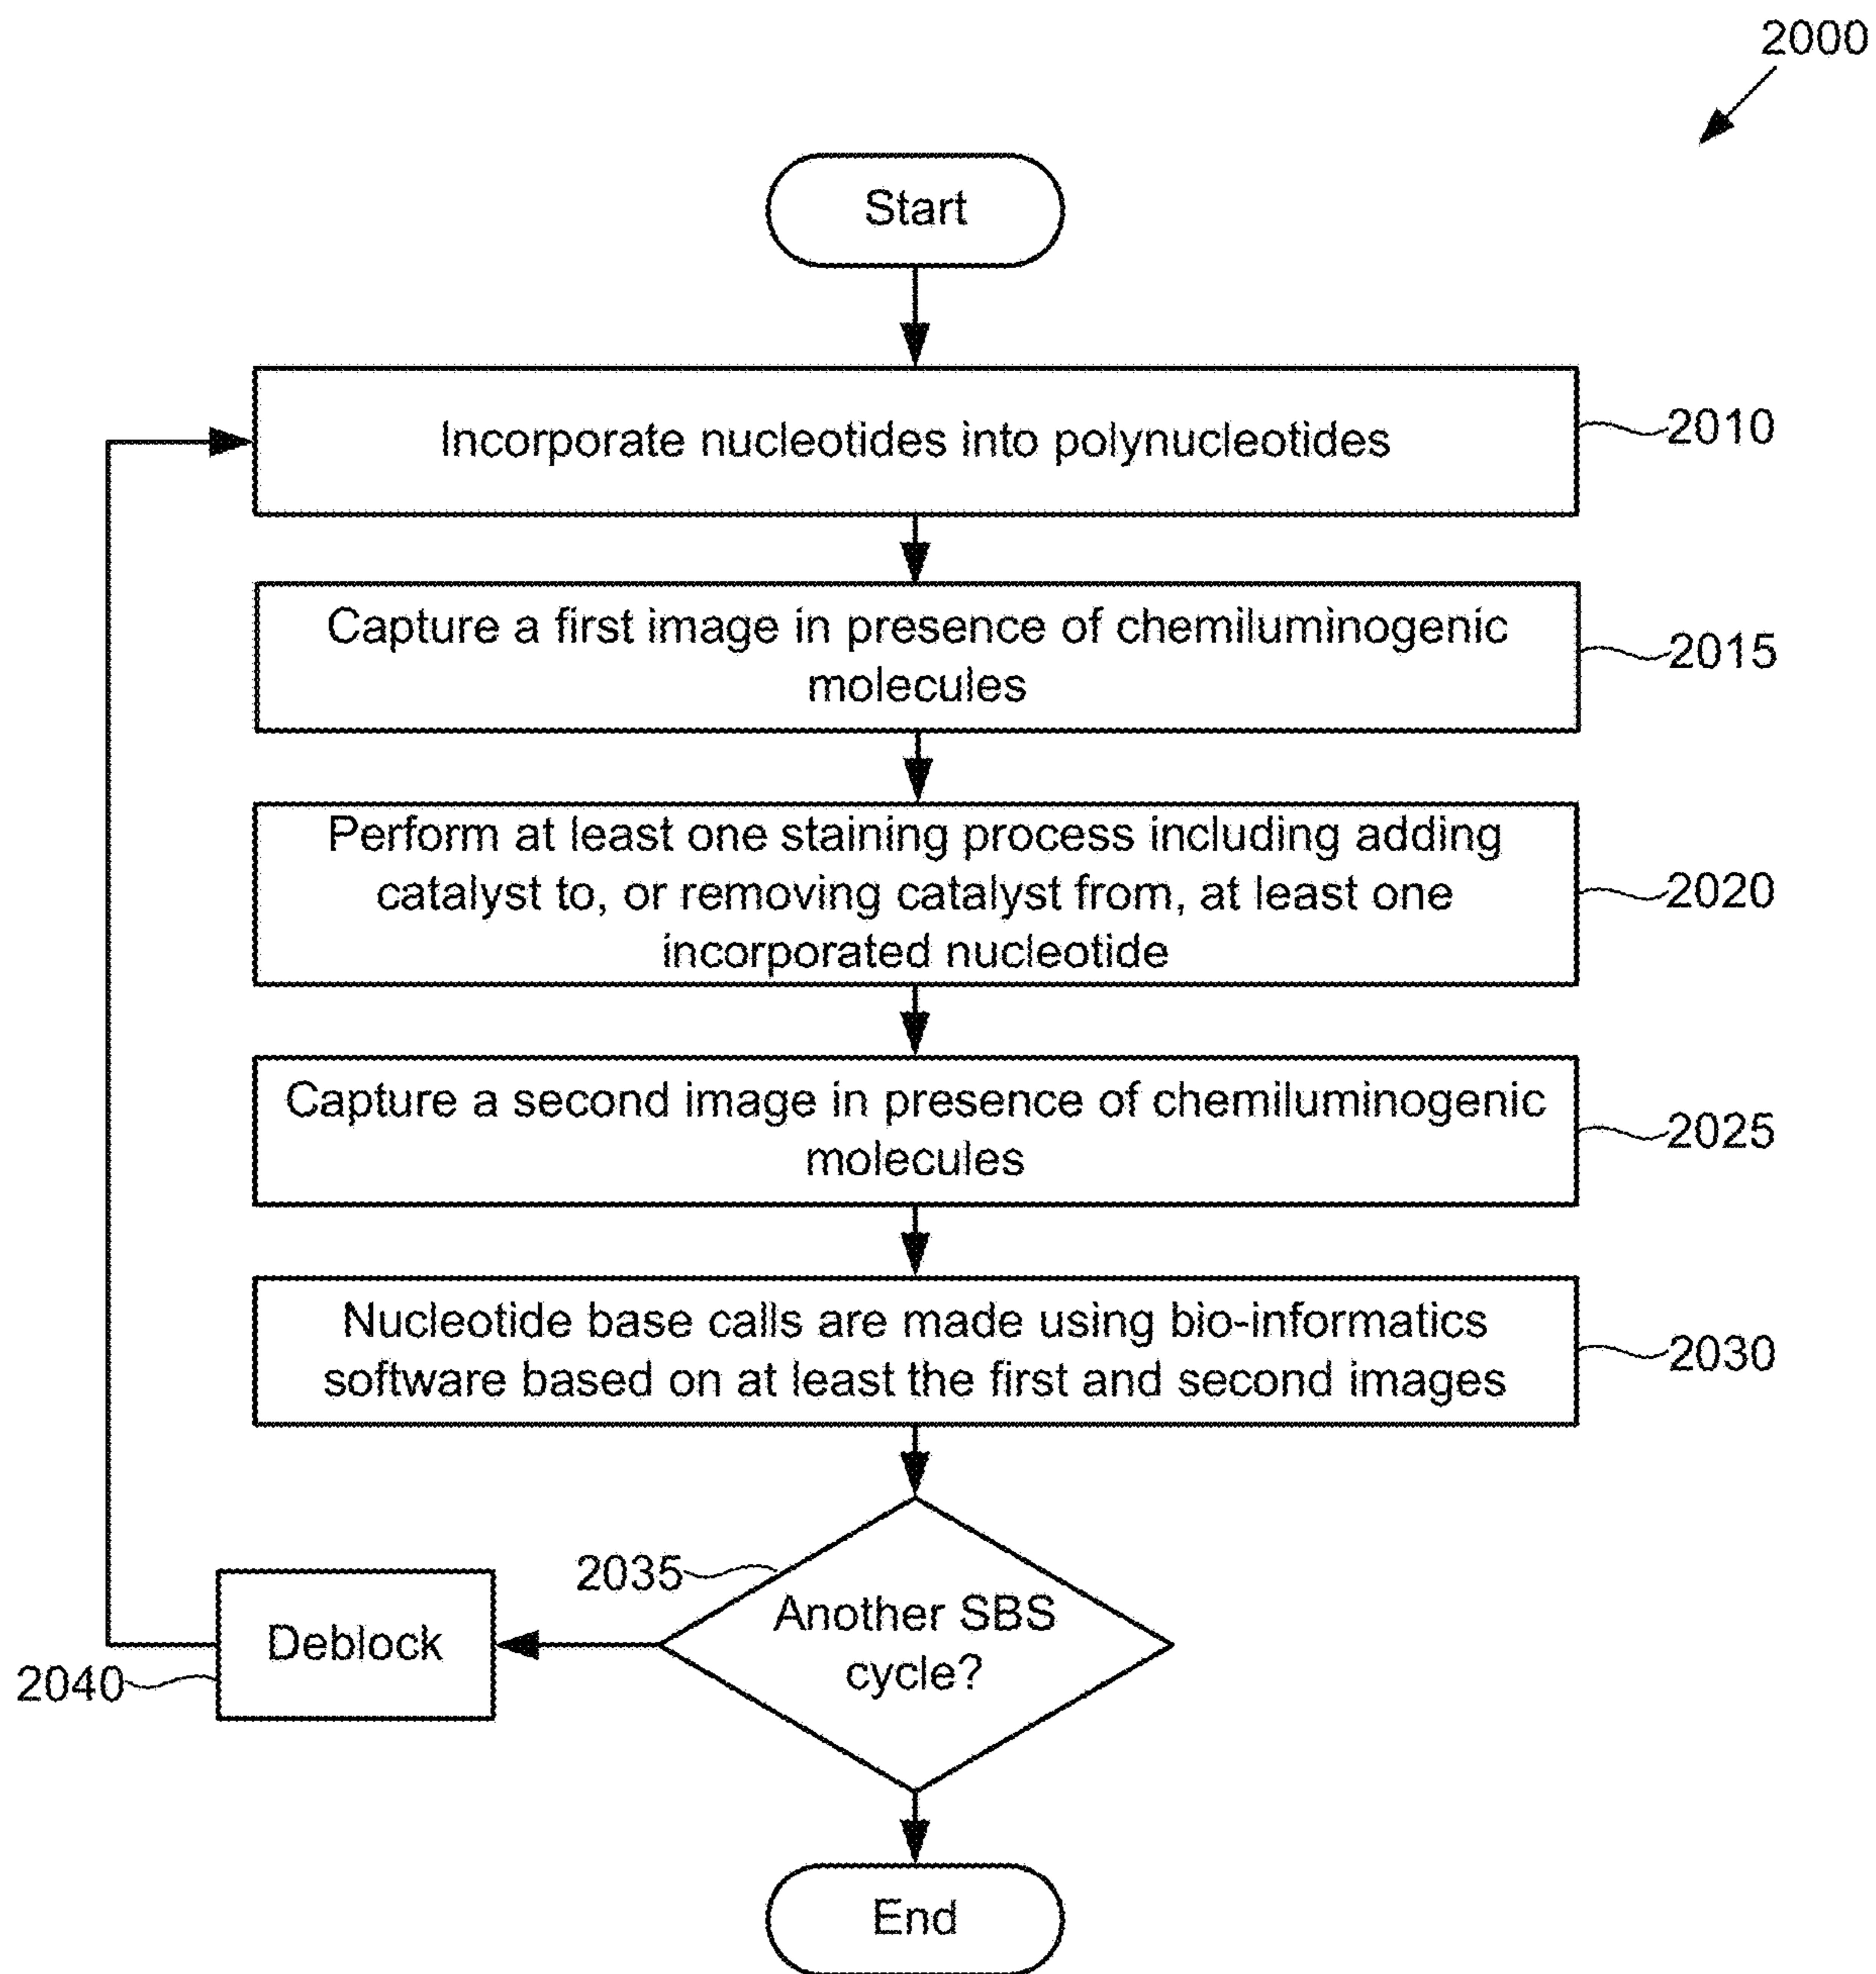 2000
Start
Incorporate nucleotides into polynucleotides
2010
Capture a first image in presence of chemiluminogenic
molecules
2015
Perform at least one staining process including adding
catalyst to, or removing catalyst from, at least one
incorporated nucleotide
2020
Capture a second image in presence of chemiluminogenic
molecules
2025
Nucleotide base calls are made using bio-informatics
software based on at least the first and second images
2030
2035
Another SBS
cycle?
Deblock
2040
End